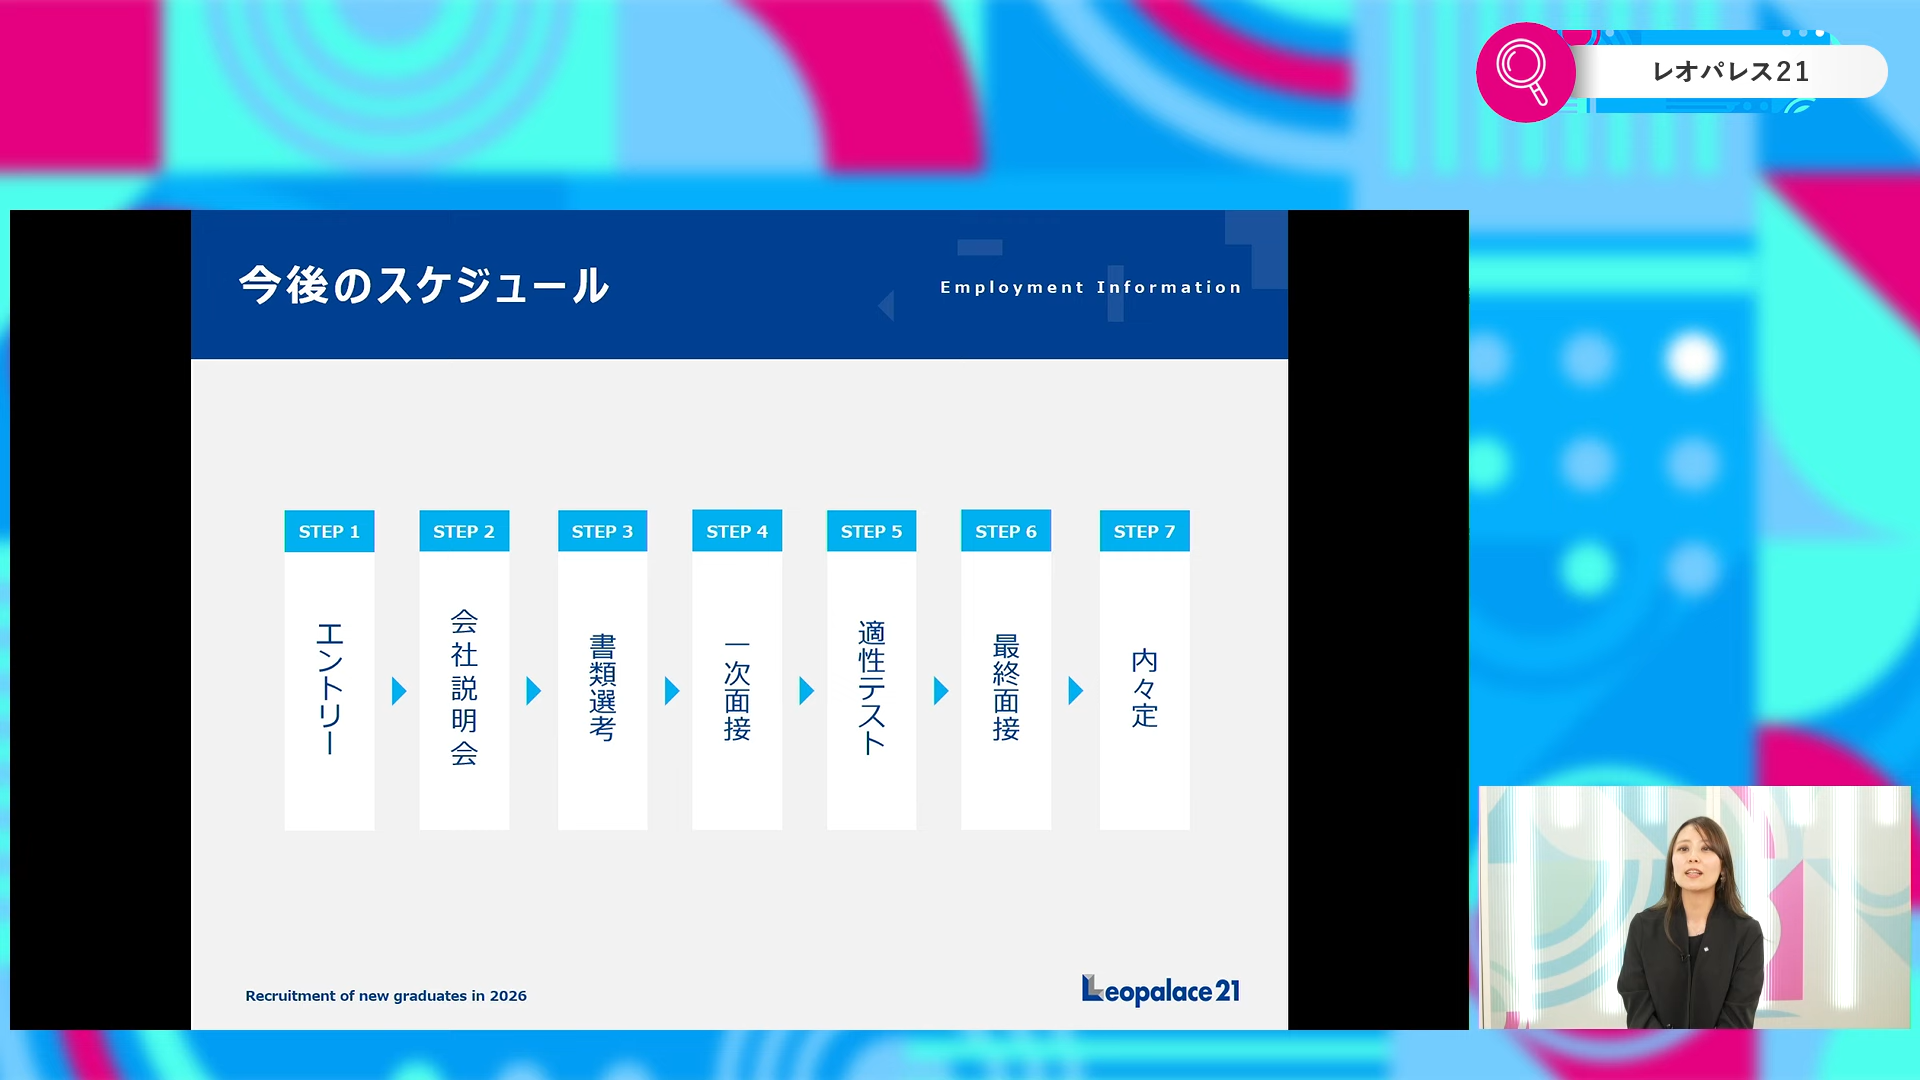 レオパレス21
今後のスケジュール
Employment Information
STEP 1
エントリー
STEP 2
会社説明会
STEP 3
書類選考
STEP 4
一次面接
STEP 5
適性テスト
STEP 6
最終面接
STEP 7
内々定
Recruitment of new graduates in 2026
Leopalace21